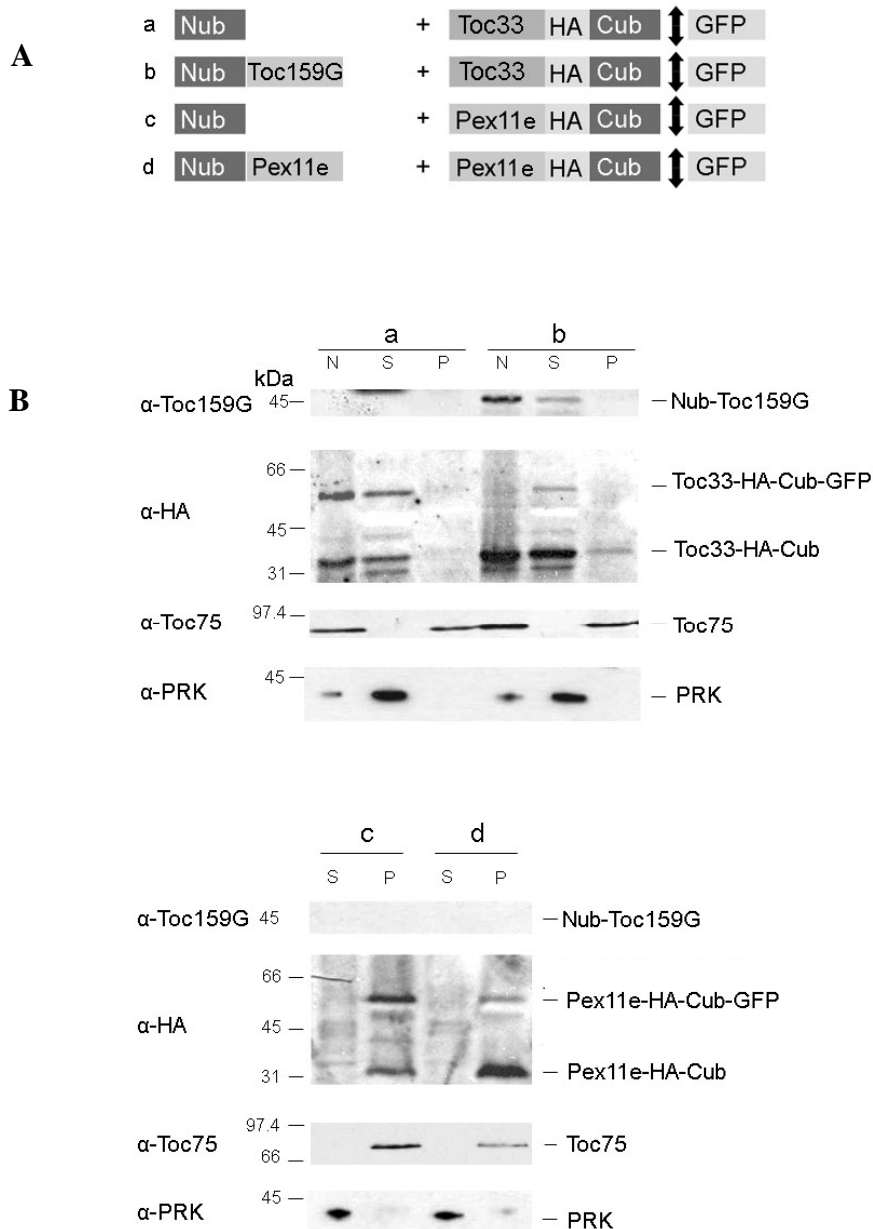 A
a Nub + Toc33 HA Cub GFP
b Nub Toc159G + Toc33 HA Cub GFP
c Nub + Pex11e HA Cub GFP
d Nub Pex11e + Pex11e HA Cub GFP
B
a b
N S P N S P
kDa
α-Toc159G 45— — Nub-Toc159G
66 —
— Toc33-HA-Cub-GFP
α-HA
45—
— Toc33-HA-Cub
31—
97.4 —
α-Toc75 — Toc75
45 —
α-PRK — PRK
c d
S P S P
α-Toc159G 45 — Nub-Toc159G
66 —
— Pex11e-HA-Cub-GFP
α-HA 45 —
31 — — Pex11e-HA-Cub
97.4 —
α-Toc75 — Toc75
66 —
45 —
α-PRK — PRK